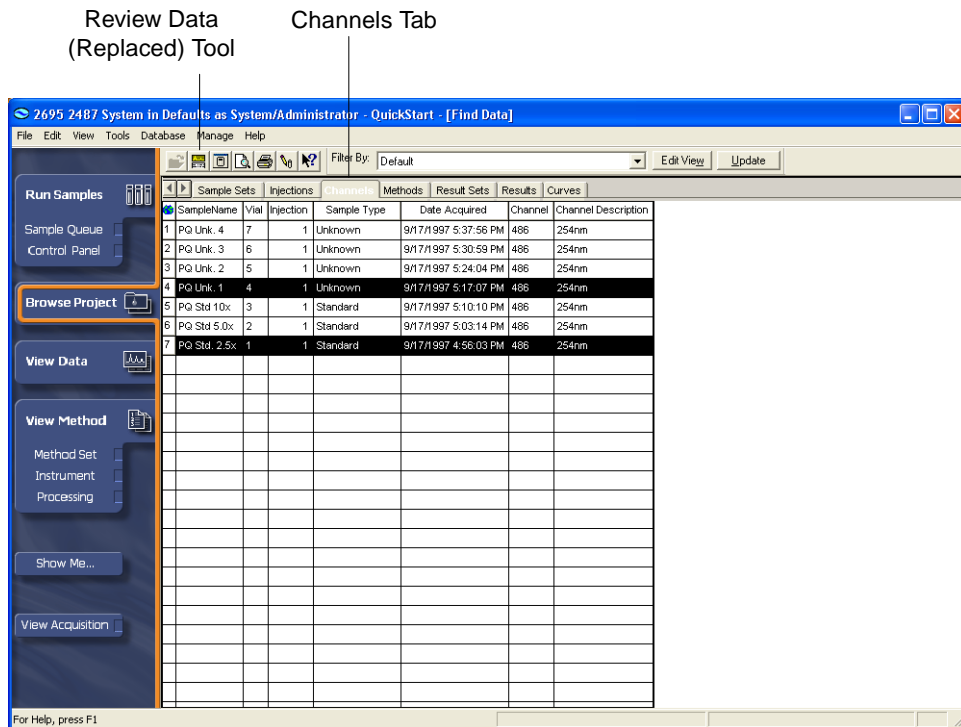 Review Data
(Replaced) Tool
Channels Tab
2695 2487 System in Defaults as System/Administrator - QuickStart - [Find Data]
File Edit View Tools Database Manage Help
Filter By: Default Edit View Update
Sample Sets Injections Channels Methods Result Sets Results Curves
SampleName Vial Injection Sample Type Date Acquired Channel Channel Description
1 PQ Unk. 4 7 1 Unknown 9/17/1997 5:37:56 PM 486 254nm
2 PQ Unk. 3 6 1 Unknown 9/17/1997 5:30:59 PM 486 254nm
3 PQ Unk. 2 5 1 Unknown 9/17/1997 5:24:04 PM 486 254nm
4 PQ Unk. 1 4 1 Unknown 9/17/1997 5:17:07 PM 486 254nm
5 PQ Std 10x 3 1 Standard 9/17/1997 5:10:10 PM 486 254nm
6 PQ Std 5.0x 2 1 Standard 9/17/1997 5:03:14 PM 486 254nm
7 PQ Std. 2.5x 1 1 Standard 9/17/1997 4:56:03 PM 486 254nm
Run Samples
Sample Queue
Control Panel
Browse Project
View Data
View Method
Method Set
Instrument
Processing
Show Me...
View Acquisition
For Help, press F1